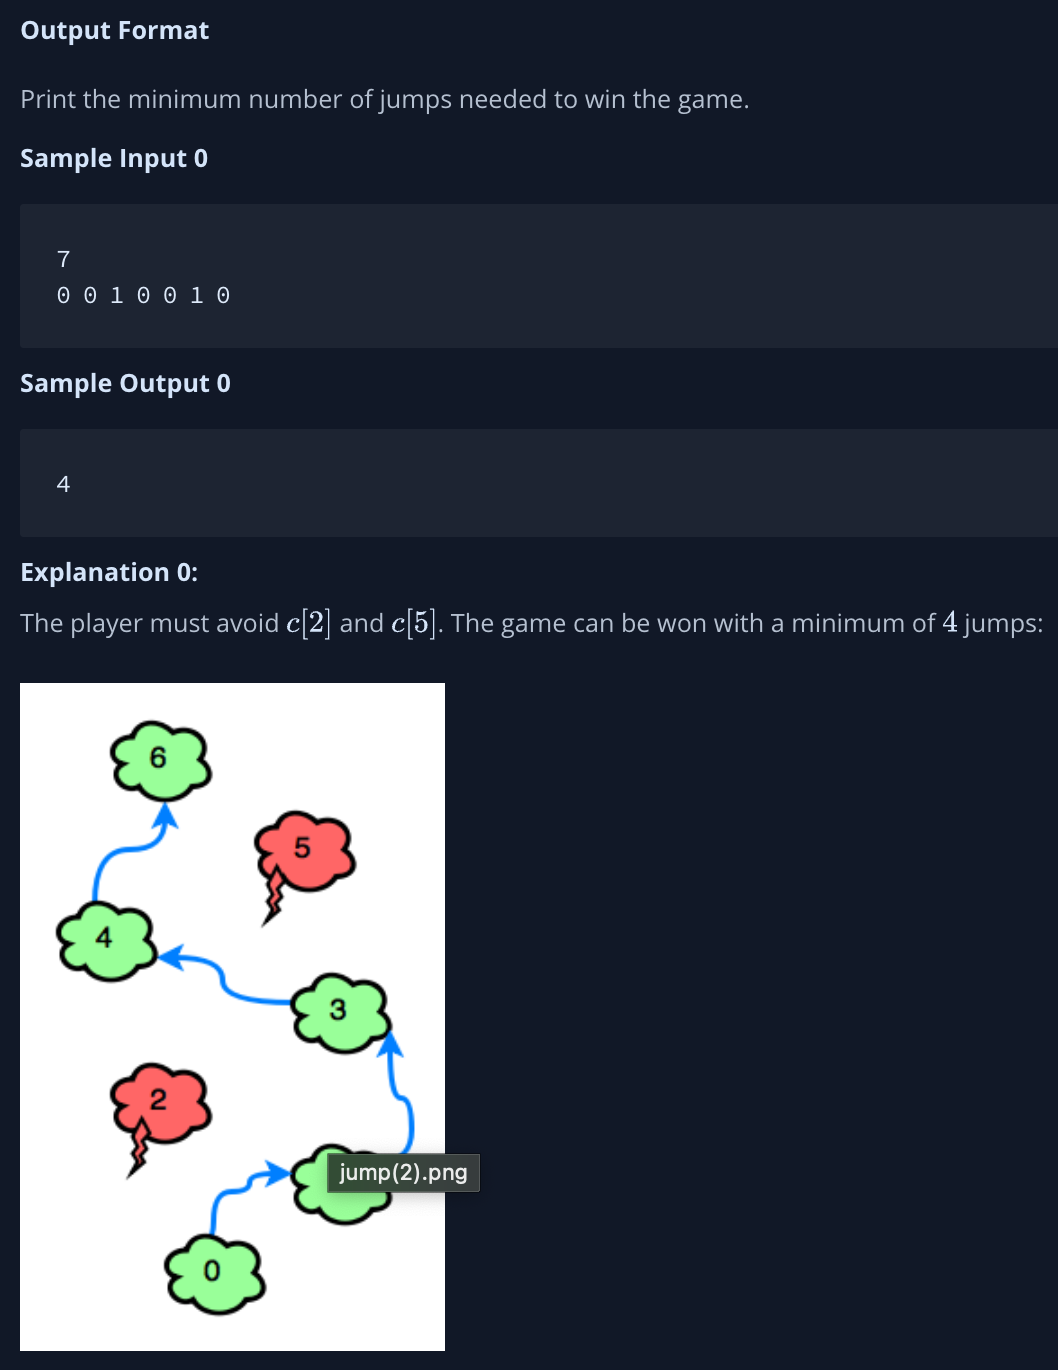 Output Format
Print the minimum number of jumps needed to win the game.
Sample Input 0
7
0 0 1 0 0 1 0
Sample Output 0
4
Explanation 0:
The player must avoid c[2] and c[5]. The game can be won with a minimum of 4 jumps:
6
5
4
3
2
jump(2).png
0